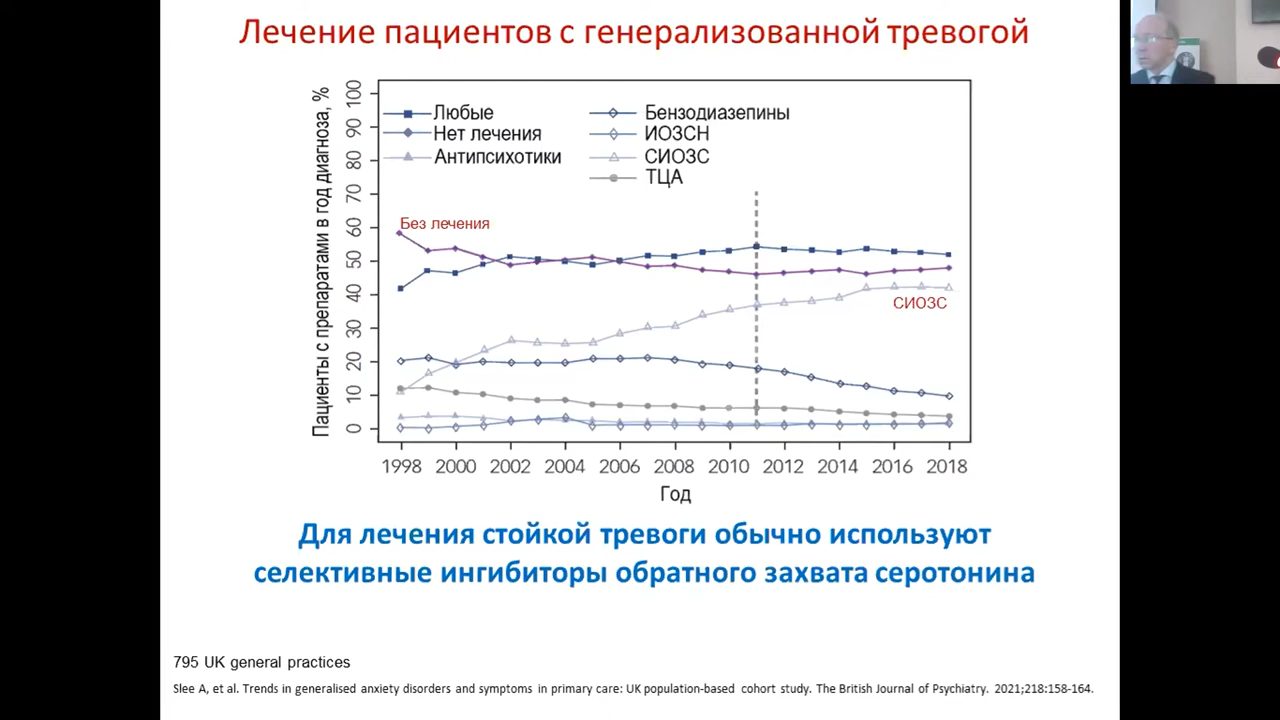 Лечение пациентов с генерализованной тревогой
Пациенты с препаратами в год диагноза, %
100
90
80
70
60
50
40
30
20
10
0
Любые
Нет лечения
Антипсихотики
Бензодиазепины
ИОЗСН
СИОЗС
ТЦА
Без лечения
СИОЗС
1998 2000 2002 2004 2006 2008 2010 2012 2014 2016 2018
Год
Для лечения стойкой тревоги обычно используют
селективные ингибиторы обратного захвата серотонина
795 UK general practices
Slee A, et al. Trends in generalised anxiety disorders and symptoms in primary care: UK population-based cohort study. The British Journal of Psychiatry. 2021;218:158-164.